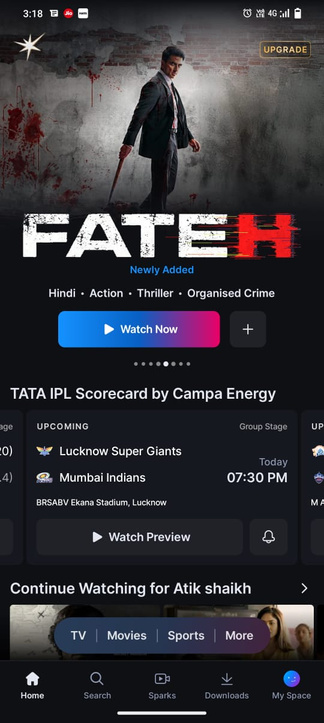 3:18
4G
UPGRADE
FATEH
Newly Added
Hindi • Action • Thriller • Organised Crime
Watch Now
TATA IPL Scorecard by Campa Energy
age
UPCOMING
Group Stage
UP
20)
Lucknow Super Giants
Today
.4)
Mumbai Indians
07:30 PM
BRSABV Ekana Stadium, Lucknow
M A
Watch Preview
Continue Watching for Atik shaikh
TV | Movies | Sports | More
Home
Search
Sparks
Downloads
My Space